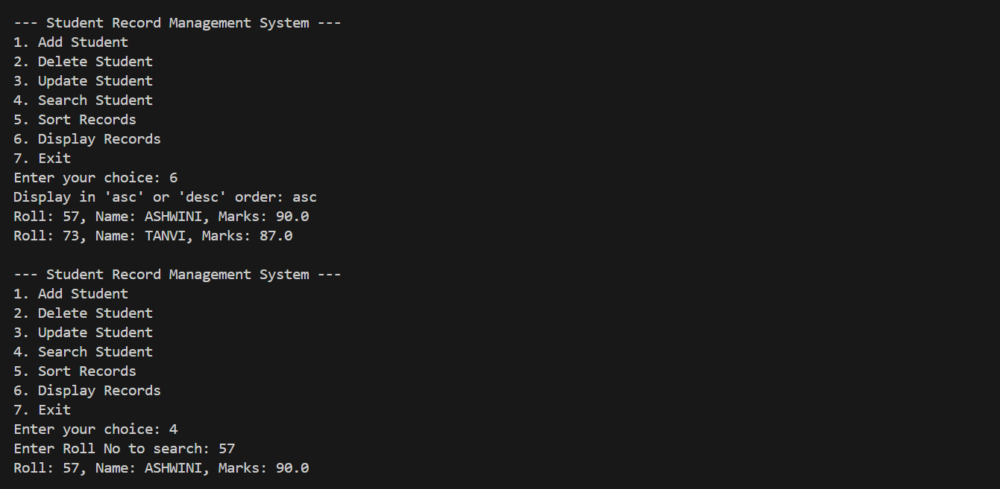 --- Student Record Management System ---
1. Add Student
2. Delete Student
3. Update Student
4. Search Student
5. Sort Records
6. Display Records
7. Exit
Enter your choice: 6
Display in 'asc' or 'desc' order: asc
Roll: 57, Name: ASHWINI, Marks: 90.0
Roll: 73, Name: TANVI, Marks: 87.0
--- Student Record Management System ---
1. Add Student
2. Delete Student
3. Update Student
4. Search Student
5. Sort Records
6. Display Records
7. Exit
Enter your choice: 4
Enter Roll No to search: 57
Roll: 57, Name: ASHWINI, Marks: 90.0